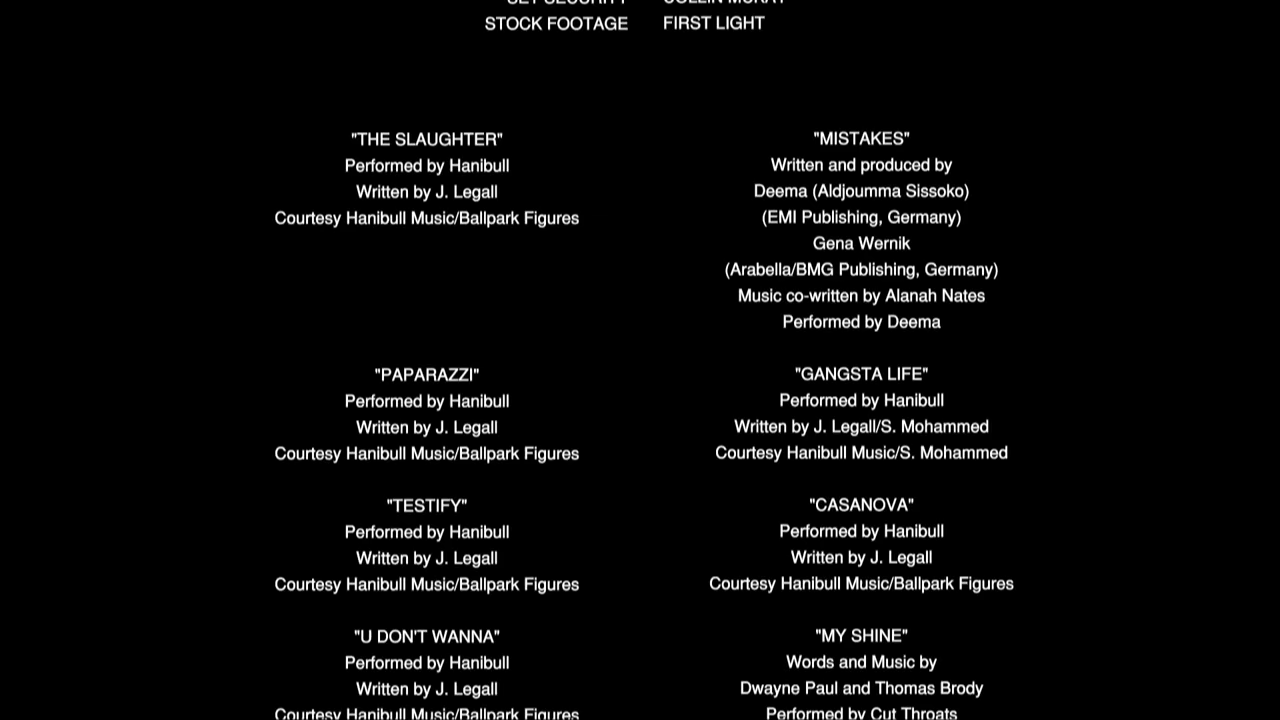 STOCK FOOTAGE FIRST LIGHT
"THE SLAUGHTER"
Performed by Hanibull
Written by J. Legall
Courtesy Hanibull Music/Ballpark Figures
"MISTAKES"
Written and produced by
Deema (Aldjoumma Sissoko)
(EMI Publishing, Germany)
Gena Wernik
(Arabella/BMG Publishing, Germany)
Music co-written by Alanah Nates
Performed by Deema
"PAPARAZZI"
Performed by Hanibull
Written by J. Legall
Courtesy Hanibull Music/Ballpark Figures
"GANGSTA LIFE"
Performed by Hanibull
Written by J. Legall/S. Mohammed
Courtesy Hanibull Music/S. Mohammed
"TESTIFY"
Performed by Hanibull
Written by J. Legall
Courtesy Hanibull Music/Ballpark Figures
"CASANOVA"
Performed by Hanibull
Written by J. Legall
Courtesy Hanibull Music/Ballpark Figures
"U DON'T WANNA"
Performed by Hanibull
Written by J. Legall
Courtesy Hanibull Music/Ballpark Figures
"MY SHINE"
Words and Music by
Dwayne Paul and Thomas Brody
Performed by Cut Throats